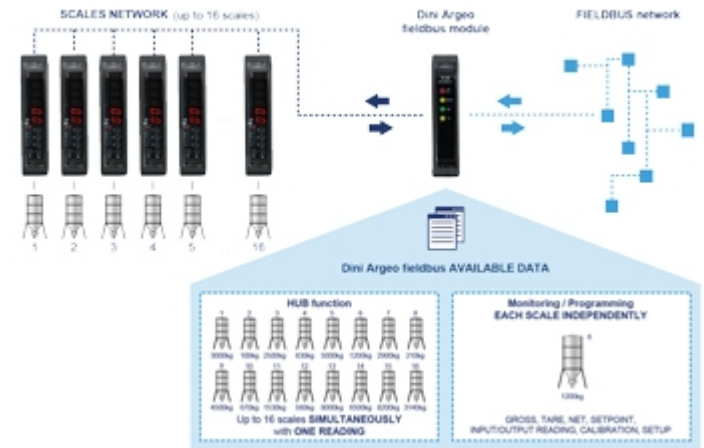 SCALES NETWORK (up to 16 scales)
Dini Argeo
fieldbus module
FIELDBUS network
1 2 3 4 5 16
Dini Argeo fieldbus AVAILABLE DATA
HUB function
1 2 3 4 5 6 7 8
3000kg 100kg 2500kg 830kg 5000kg 1200kg 2900kg 210kg
9 10 11 12 13 14 15 16
4500kg 670kg 1530kg 560kg 8000kg 6500kg 6200kg 3140kg
Up to 16 scales SIMULTANEOUSLY
with ONE READING
Monitoring / Programming
EACH SCALE INDEPENDENTLY
6
1200kg
GROSS, TARE, NET, SETPOINT,
INPUT/OUTPUT READING, CALIBRATION, SETUP